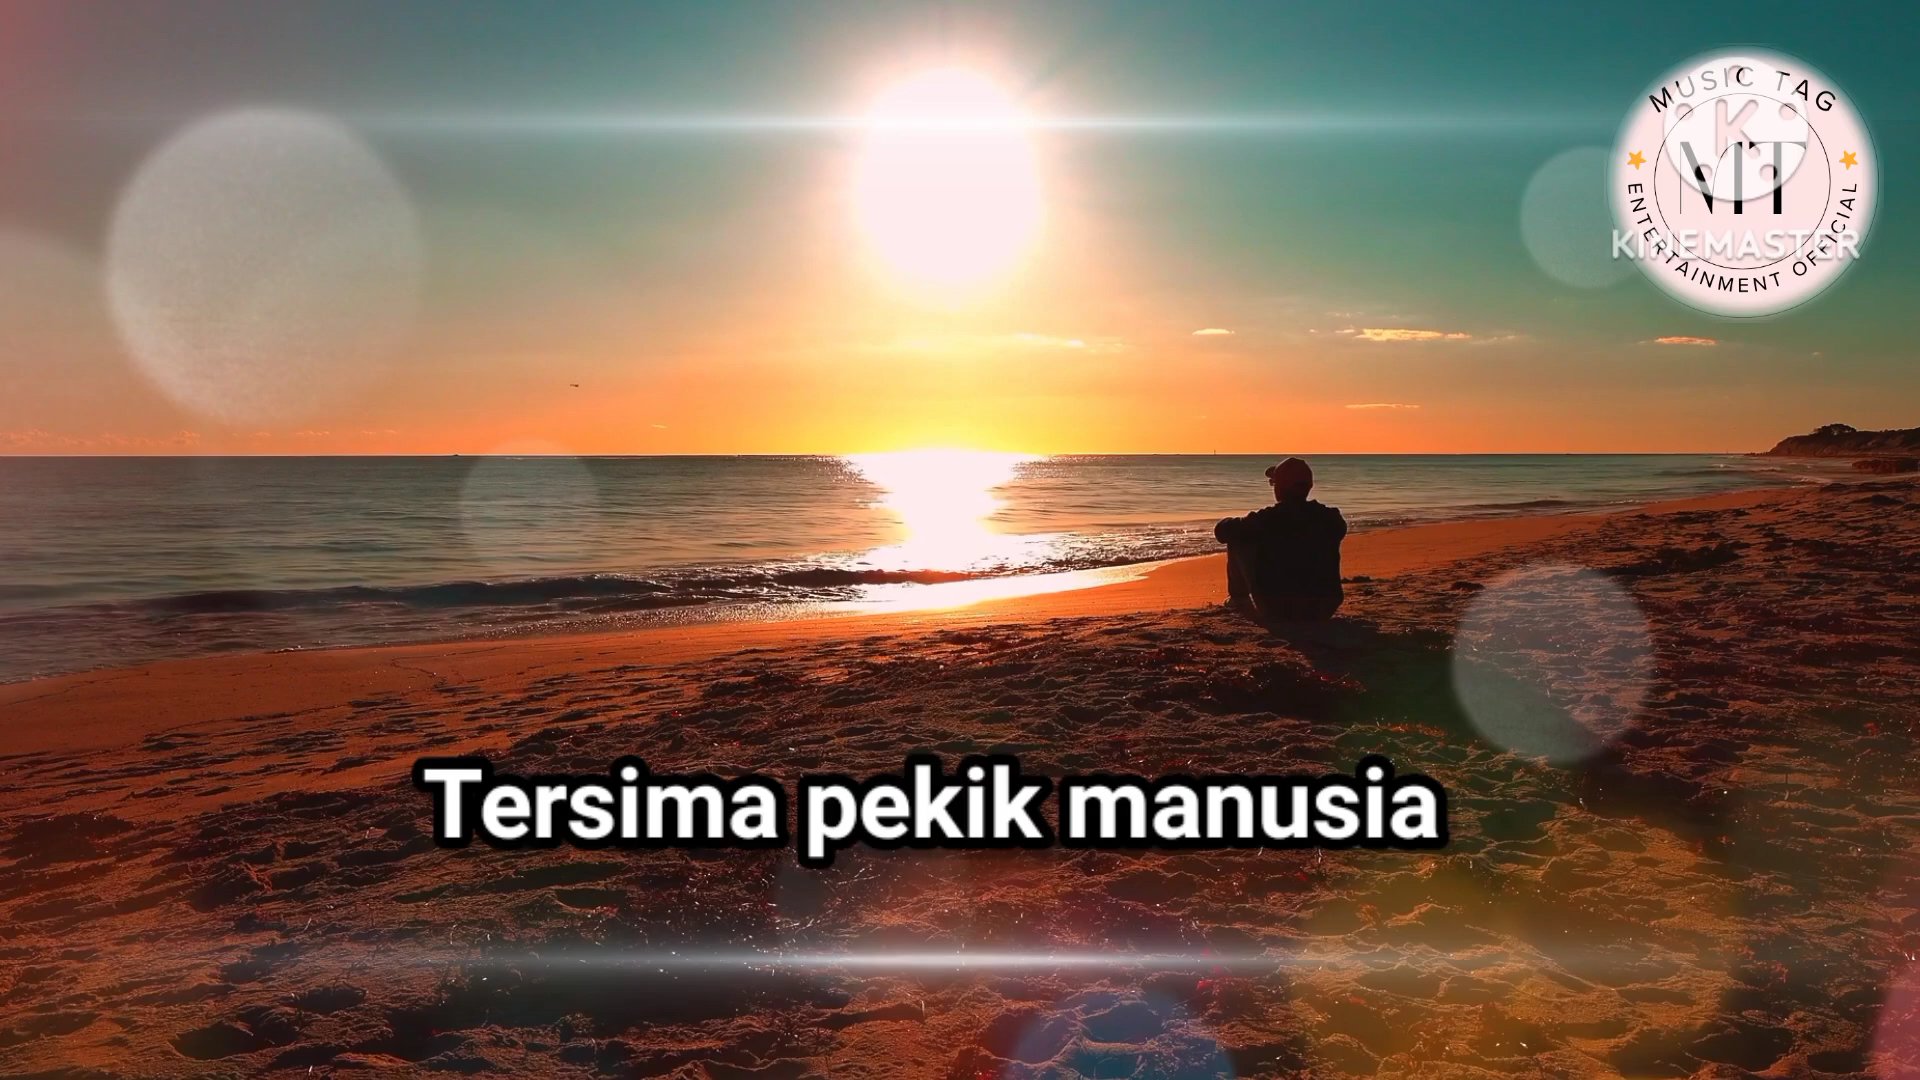 MUSIC TAG
K
MT
KINEMASTER
ENTERTAINMENT OFFICIAL
Tersima pekik manusia